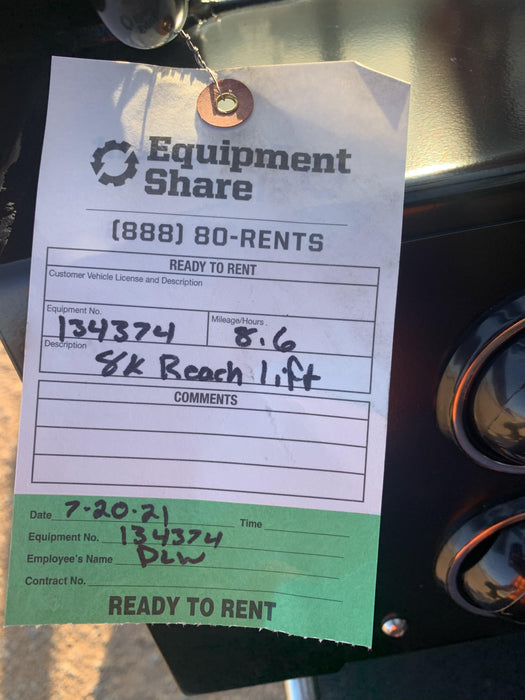 Equipment
Share
(888) 80-RENTS
READY TO RENT
Customer Vehicle License and Description
Equipment No.
134374
Mileage/Hours.
8.6
Description
8K Reach lift
COMMENTS
Date 7-20-21 Time
Equipment No. 134374
Employee's Name DLW
Contract No.
READY TO RENT